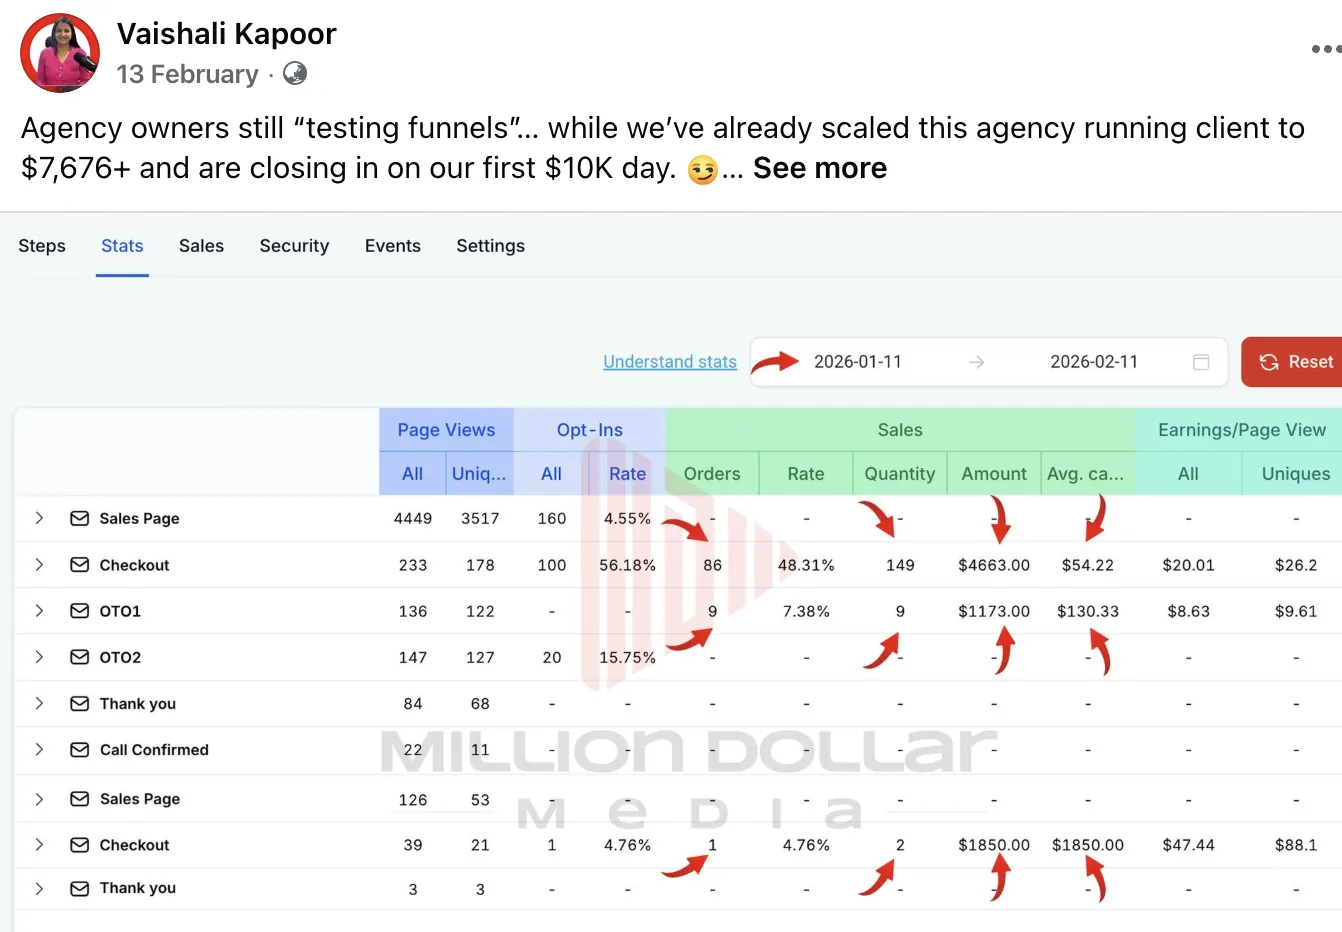 Vaishali Kapoor
13 February ·
Agency owners still “testing funnels”... while we’ve already scaled this agency running client to
$7,676+ and are closing in on our first $10K day. 😏... See more
Steps Stats Sales Security Events Settings
Understand stats 2026-01-11 → 2026-02-11 Reset
Page Views Opt-Ins Sales Earnings/Page View
All Uniq... All Rate Orders Rate Quantity Amount Avg. ca... All Uniques
Sales Page 4449 3517 160 4.55% - - - - - - -
Checkout 233 178 100 56.18% 86 48.31% 149 $4663.00 $54.22 $20.01 $26.2
OTO1 136 122 - - 9 7.38% 9 $1173.00 $130.33 $8.63 $9.61
OTO2 147 127 20 15.75% - - - - - - -
Thank you 84 68 - - - - - - - - -
Call Confirmed 22 11 - - - - - - - - -
MILLION DOLLAR
Sales Page 126 53 - - - - - - - - -
MEDIA
Checkout 39 21 1 4.76% 1 4.76% 2 $1850.00 $1850.00 $47.44 $88.1
Thank you 3 3 - - - - - - - - -